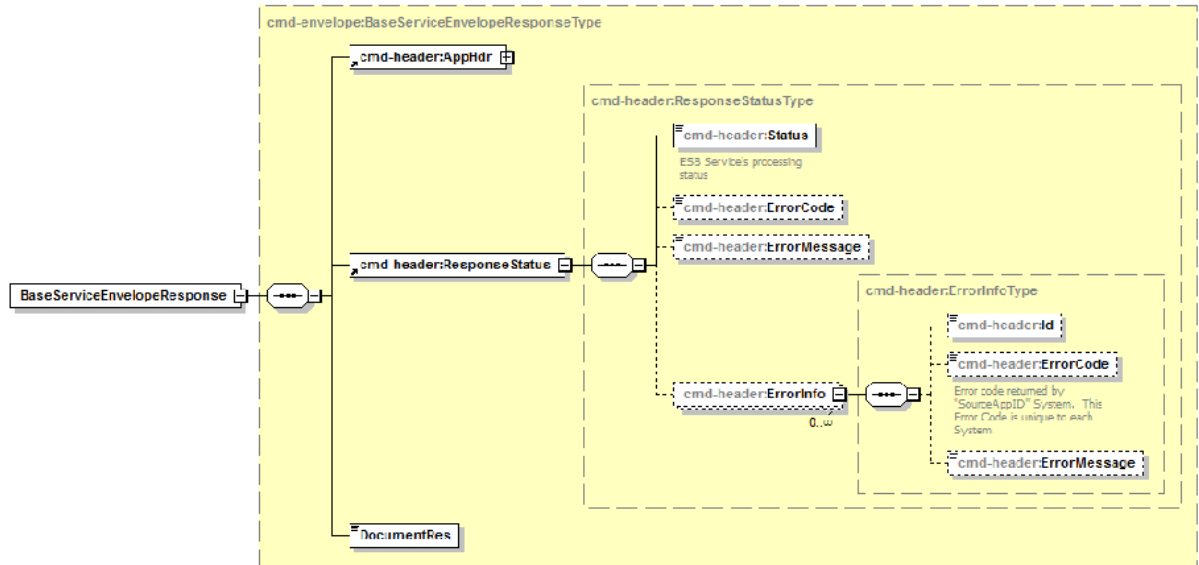 cmd-envelope:BaseServiceEnvelopeResponseType
cmd-header:AppHdr
cmd-header:ResponseStatusType
cmd-header:Status
ESB Service's processing
status
cmd-header:ErrorCode
cmd-header:ErrorMessage
cmd-header:ResponseStatus
BaseServiceEnvelopeResponse
cmd-header:ErrorInfoType
cmd-header:Id
cmd-header:ErrorCode
Error code returned by
"SourceAppID" System. This
Error Code is unique to each
System
cmd-header:ErrorInfo
0..∞
cmd-header:ErrorMessage
DocumentRes